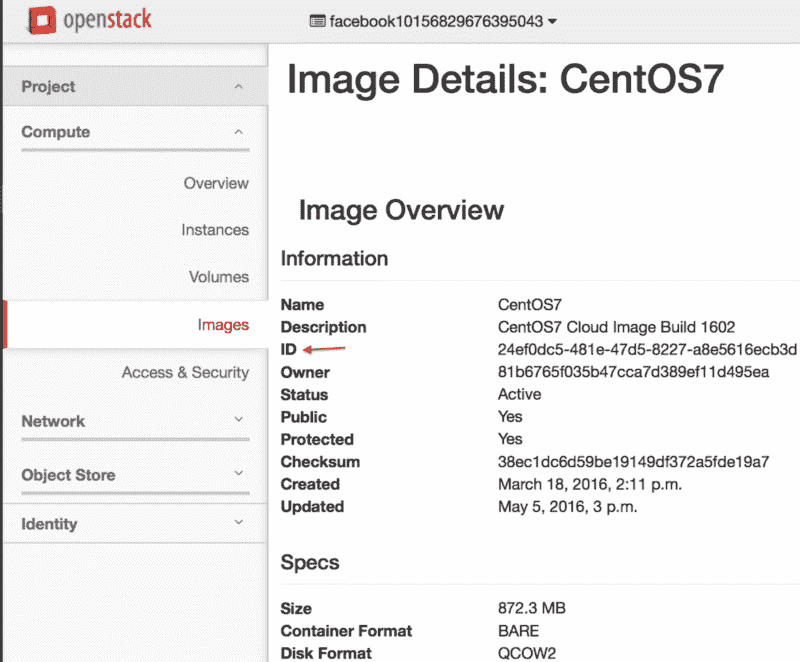 openstack
facebook10156829676395043
Project
Compute
Overview
Instances
Volumes
Images
Access & Security
Network
Object Store
Identity
Image Details: CentOS7
Image Overview
Information
Name CentOS7
Description CentOS7 Cloud Image Build 1602
ID 24ef0dc5-481e-47d5-8227-a8e5616ecb3d
Owner 81b6765f035b47cca7d389ef11d495ea
Status Active
Public Yes
Protected Yes
Checksum 38ec1dc6d59be19149df372a5fde19a7
Created March 18, 2016, 2:11 p.m.
Updated May 5, 2016, 3 p.m.
Specs
Size 872.3 MB
Container Format BARE
Disk Format QCOW2